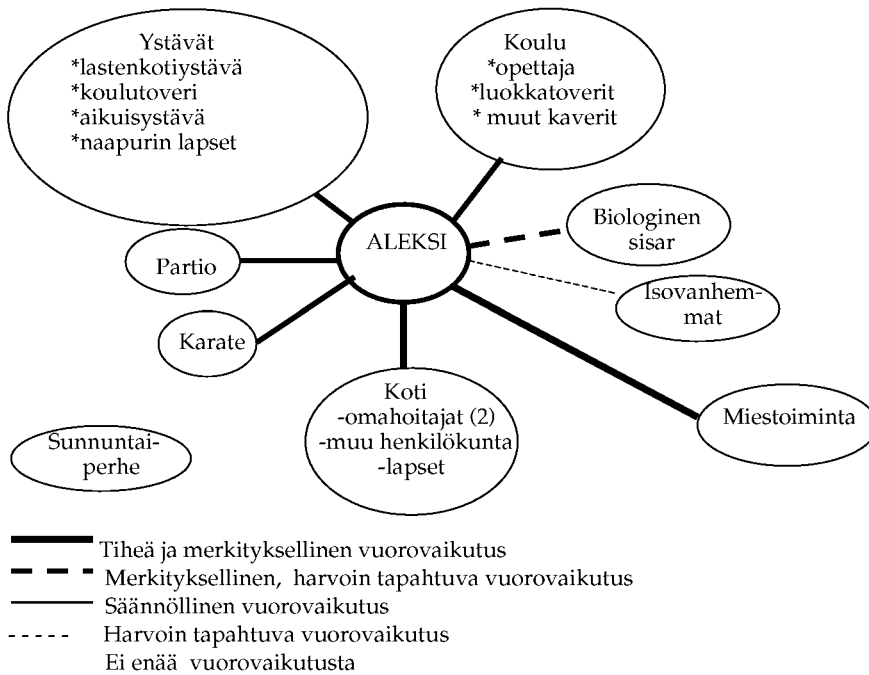 Ystävät
*lastenkotiystävä
*koulutoveri
*aikuisystävä
*naapurin lapset
Koulu
*opettaja
*luokkatoverit
* muut kaverit
ALEKSI
Biologinen
sisar
Partio
Isovanhem-
mat
Karate
Koti
-omahoitajat (2)
-muu henkilökunta
-lapset
Miestoiminta
Sunnuntai-
perhe
Tiheä ja merkityksellinen vuorovaikutus
Merkityksellinen, harvoin tapahtuva vuorovaikutus
Säännöllinen vuorovaikutus
Harvoin tapahtuva vuorovaikutus
Ei enää vuorovaikutusta